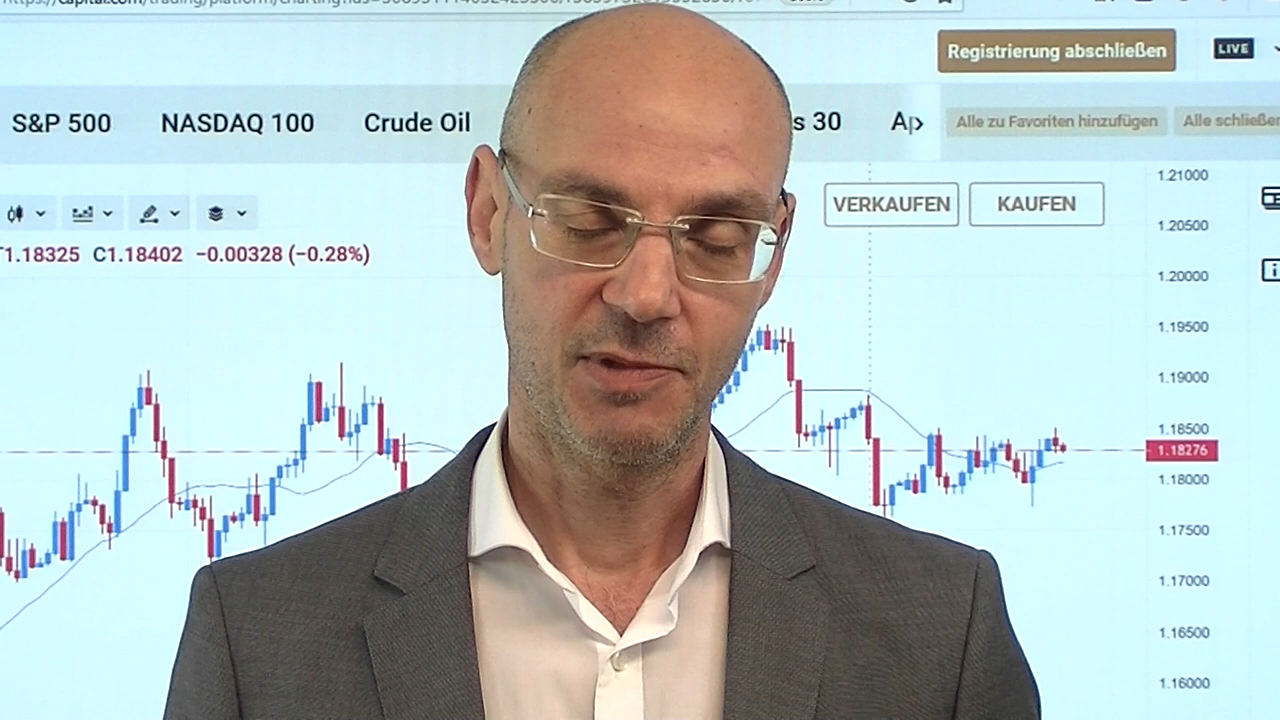 Registrierung abschließen
LIVE
S&P 500
NASDAQ 100
Crude Oil
s 30
Alle zu Favoriten hinzufügen
VERKAUFEN
KAUFEN
1.18325 C1.18402 −0.00328 (−0.28%)
1.21000
1.20500
1.20000
1.19500
1.19000
1.18500
1.18276
1.18000
1.17500
1.17000
1.16500
1.16000